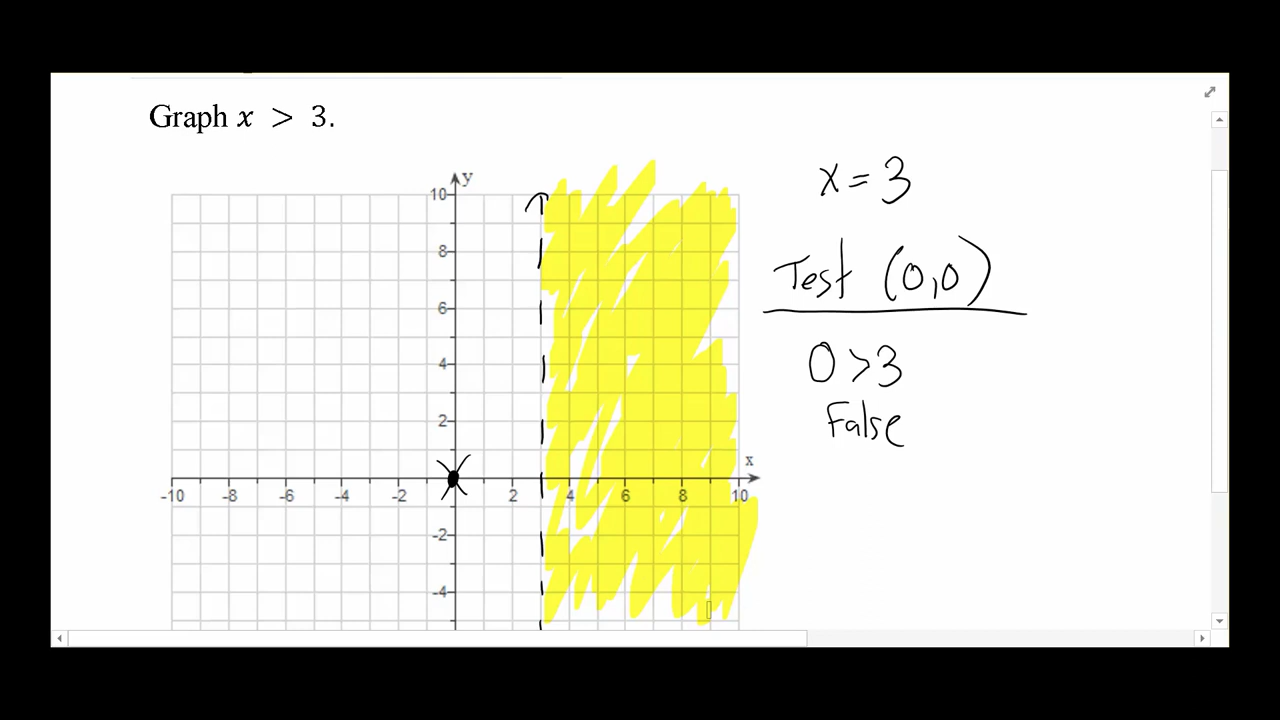 Graph x > 3.
x = 3
Test (0,0)
0 > 3
False
y
10
8
6
4
2
x
-10 -8 -6 -4 -2 2 4 6 8 10
-2
-4